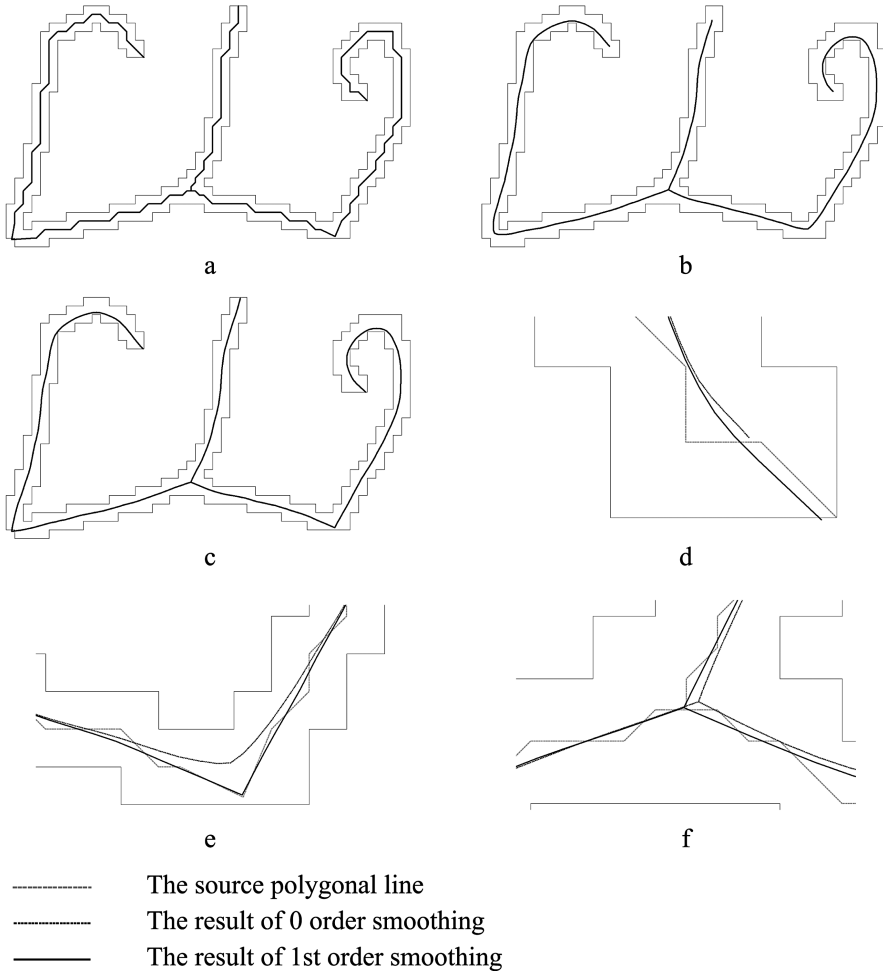 a
b
c
d
e
f
The source polygonal line
The result of 0 order smoothing
The result of 1st order smoothing